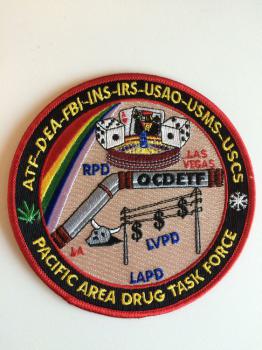 ATF-DEA-FBI-INS-IRS-USAO-USMS-USCS
LAS
VEGAS
RPD
OCDETF
LA
$ $ $
LVPD
LAPD
PACIFIC AREA DRUG TASK FORCE